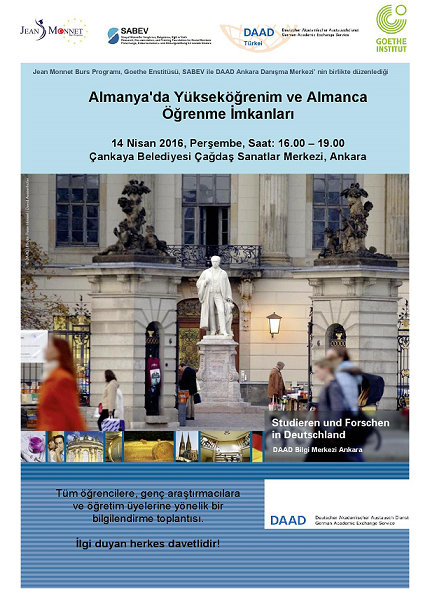 JEAN MONNET
SABEV
DAAD
Türkei
Deutscher Akademischer Austausch Dienst
German Academic Exchange Service
GOETHE
INSTITUT
Jean Monnet Burs Programı, Goethe Enstitüsü, SABEV ile DAAD Ankara Danışma Merkezi' nin birlikte düzenlediği
Almanya'da Yükseköğrenim ve Almanca
Öğrenme İmkanları
14 Nisan 2016, Perşembe, Saat: 16.00 – 19.00
Çankaya Belediyesi Çağdaş Sanatlar Merkezi, Ankara
Studieren und Forschen
in Deutschland
DAAD Bilgi Merkezi Ankara
Tüm öğrencilere, genç araştırmacılara
ve öğretim üyelerine yönelik bir
bilgilendirme toplantısı.
İlgi duyan herkes davetlidir!
DAAD
Deutscher Akademischer Austausch Dienst
German Academic Exchange Service